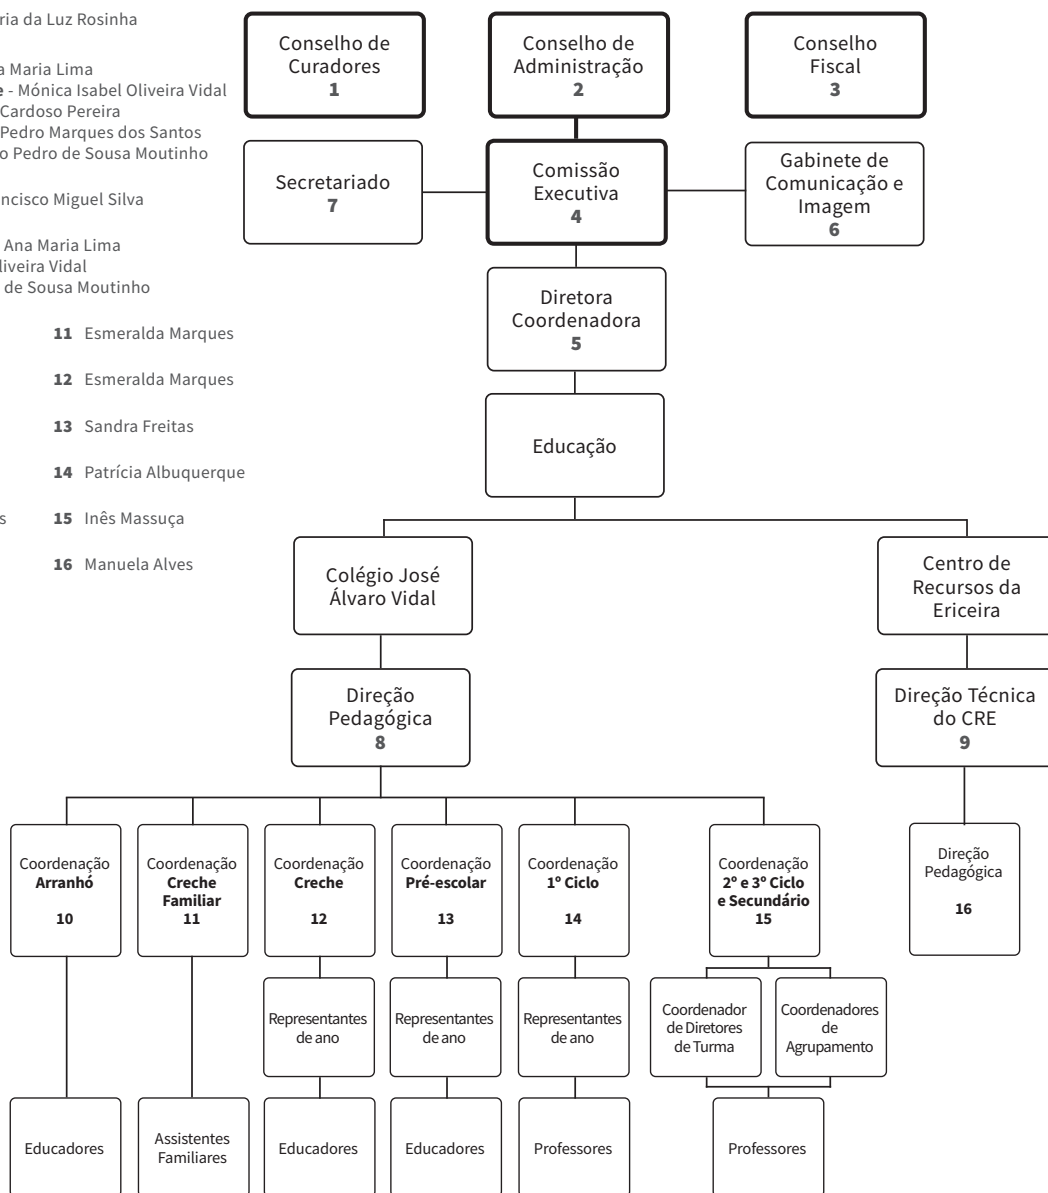 ria da Luz Rosinha
a Maria Lima
e - Mónica Isabel Oliveira Vidal
Cardoso Pereira
Pedro Marques dos Santos
o Pedro de Sousa Moutinho
ncisco Miguel Silva
Ana Maria Lima
liveira Vidal
de Sousa Moutinho
11 Esmeralda Marques
12 Esmeralda Marques
13 Sandra Freitas
14 Patrícia Albuquerque
s
15 Inês Massuça
16 Manuela Alves
Conselho de
Curadores
1
Conselho de
Administração
2
Conselho
Fiscal
3
Secretariado
7
Comissão
Executiva
4
Gabinete de
Comunicação e
Imagem
6
Diretora
Coordenadora
5
Educação
Colégio José
Álvaro Vidal
Centro de
Recursos da
Ericeira
Direção
Pedagógica
8
Direção Técnica
do CRE
9
Coordenação
Arranhó
10
Coordenação
Creche
Familiar
11
Coordenação
Creche
12
Coordenação
Pré-escolar
13
Coordenação
1º Ciclo
14
Coordenação
2º e 3º Ciclo
e Secundário
15
Direção
Pedagógica
16
Representantes
de ano
Representantes
de ano
Representantes
de ano
Coordenador
de Diretores
de Turma
Coordenadores
de
Agrupamento
Educadores
Assistentes
Familiares
Educadores
Educadores
Professores
Professores